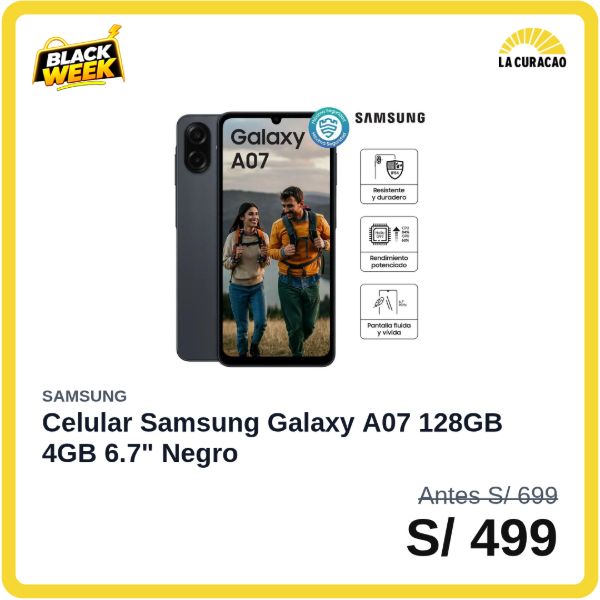 BLACK
WEEK
LA CURACAO
SAMSUNG
Galaxy
A07
Resistente
y duradero
Rendimiento
potenciado
Pantalla fluida
y vívida
SAMSUNG
Celular Samsung Galaxy A07 128GB
4GB 6.7" Negro
Antes S/ 699
S/ 499